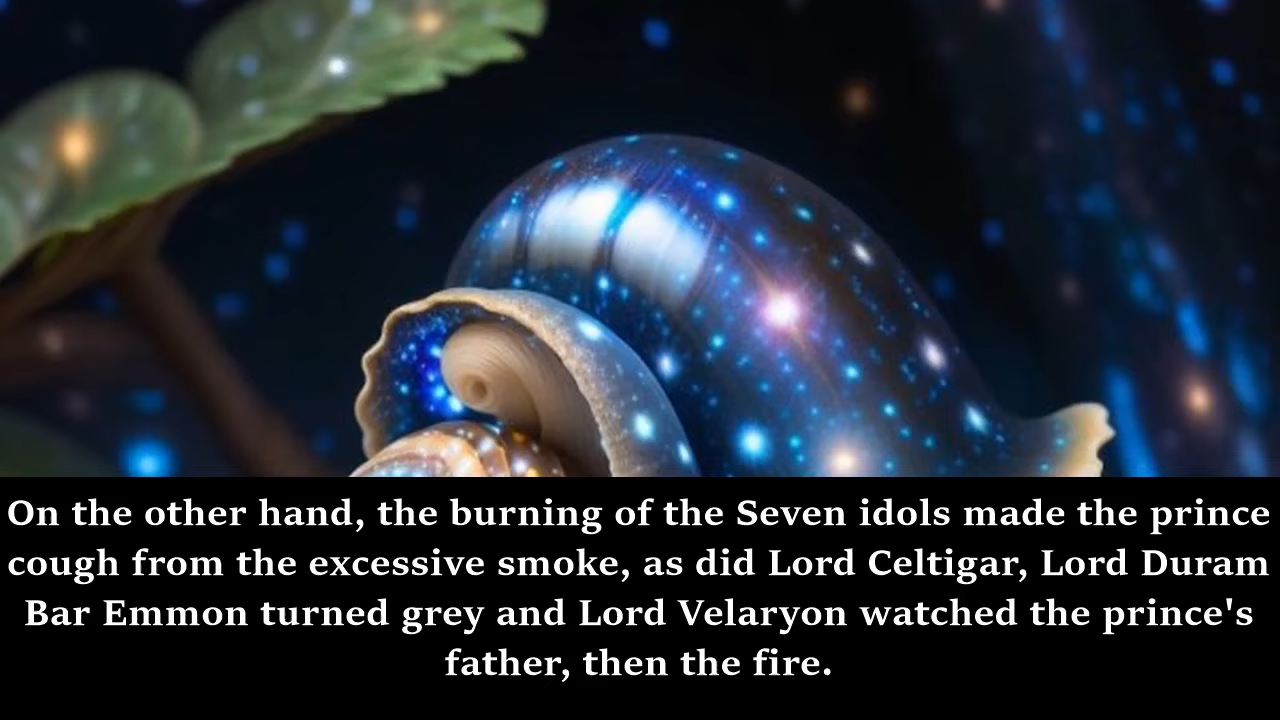 On the other hand, the burning of the Seven idols made the prince
cough from the excessive smoke, as did Lord Celtigar, Lord Duram
Bar Emmon turned grey and Lord Velaryon watched the prince's
father, then the fire.